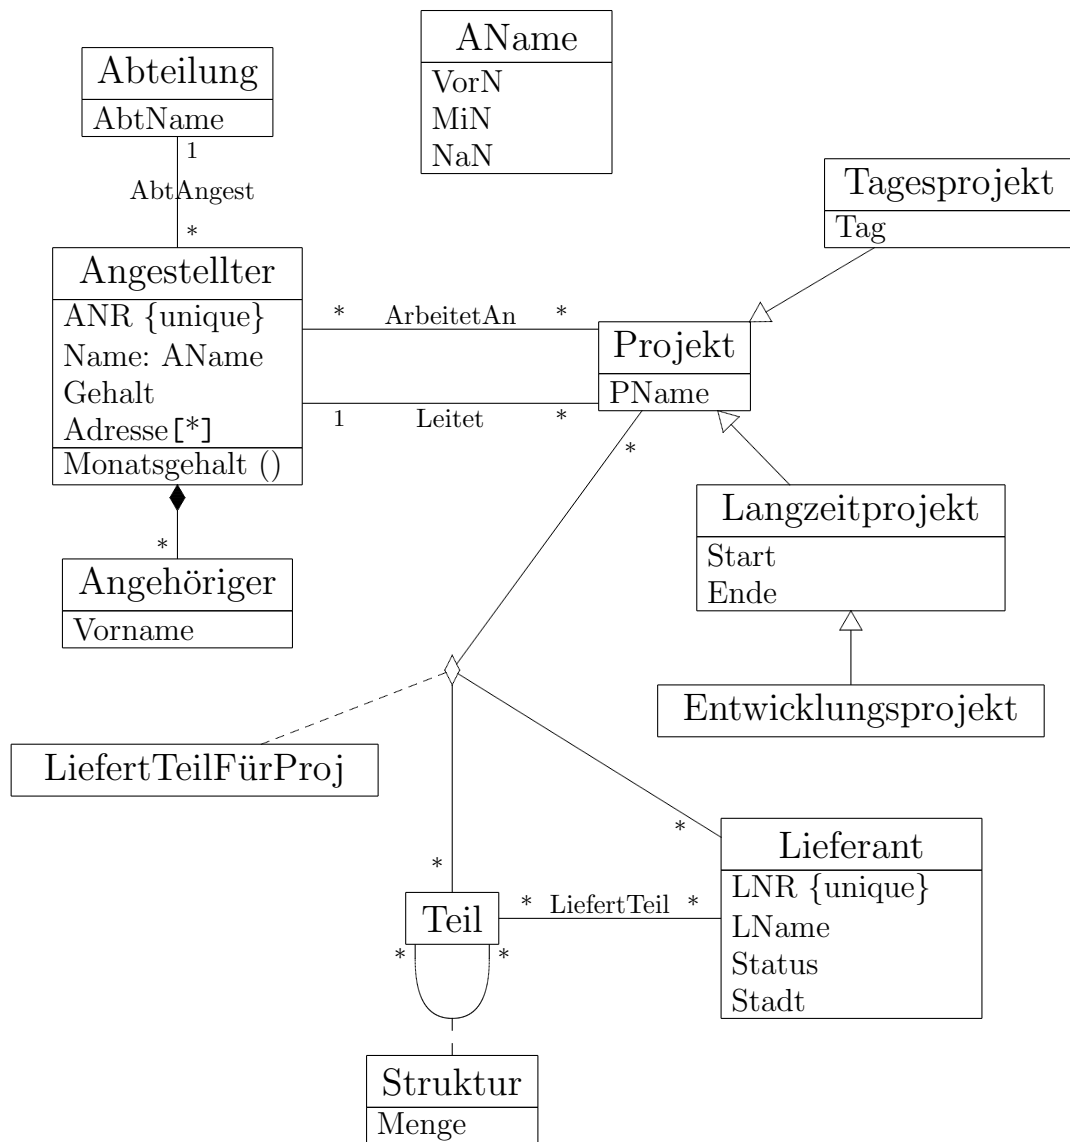 AName
VorN
MiN
NaN
Abteilung
AbtName
1
AbtAngest
*
Tagesprojekt
Tag
Angestellter
ANR {unique}
Name: AName
Gehalt
Adresse[*]
Monatsgehalt ()
* ArbeitetAn *
1 Leitet *
Projekt
PName
*
Langzeitprojekt
Start
Ende
*
Angehöriger
Vorname
Entwicklungsprojekt
LiefertTeilFürProj
*
*
Lieferant
LNR {unique}
LName
Status
Stadt
Teil
* LiefertTeil *
* *
Struktur
Menge